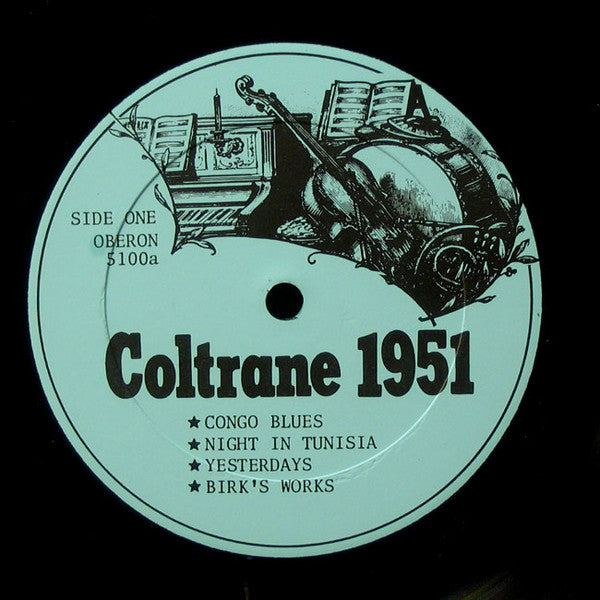 A
SIDE ONE
OBERON
5100a
Coltrane 1951
★ CONGO BLUES
★ NIGHT IN TUNISIA
★ YESTERDAYS
★ BIRK'S WORKS